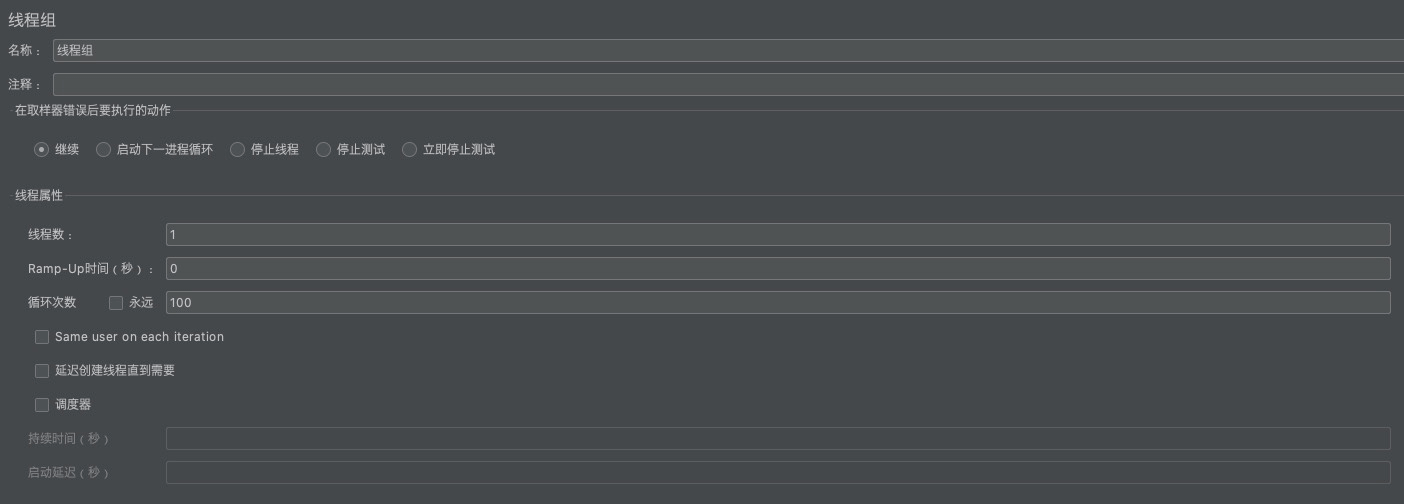 线程组
名称： 线程组
注释：
在取样器错误后要执行的动作
继续 启动下一进程循环 停止线程 停止测试 立即停止测试
线程属性
线程数： 1
Ramp-Up时间（秒）： 0
循环次数 永远 100
Same user on each iteration
延迟创建线程直到需要
调度器
持续时间（秒）
启动延迟（秒）